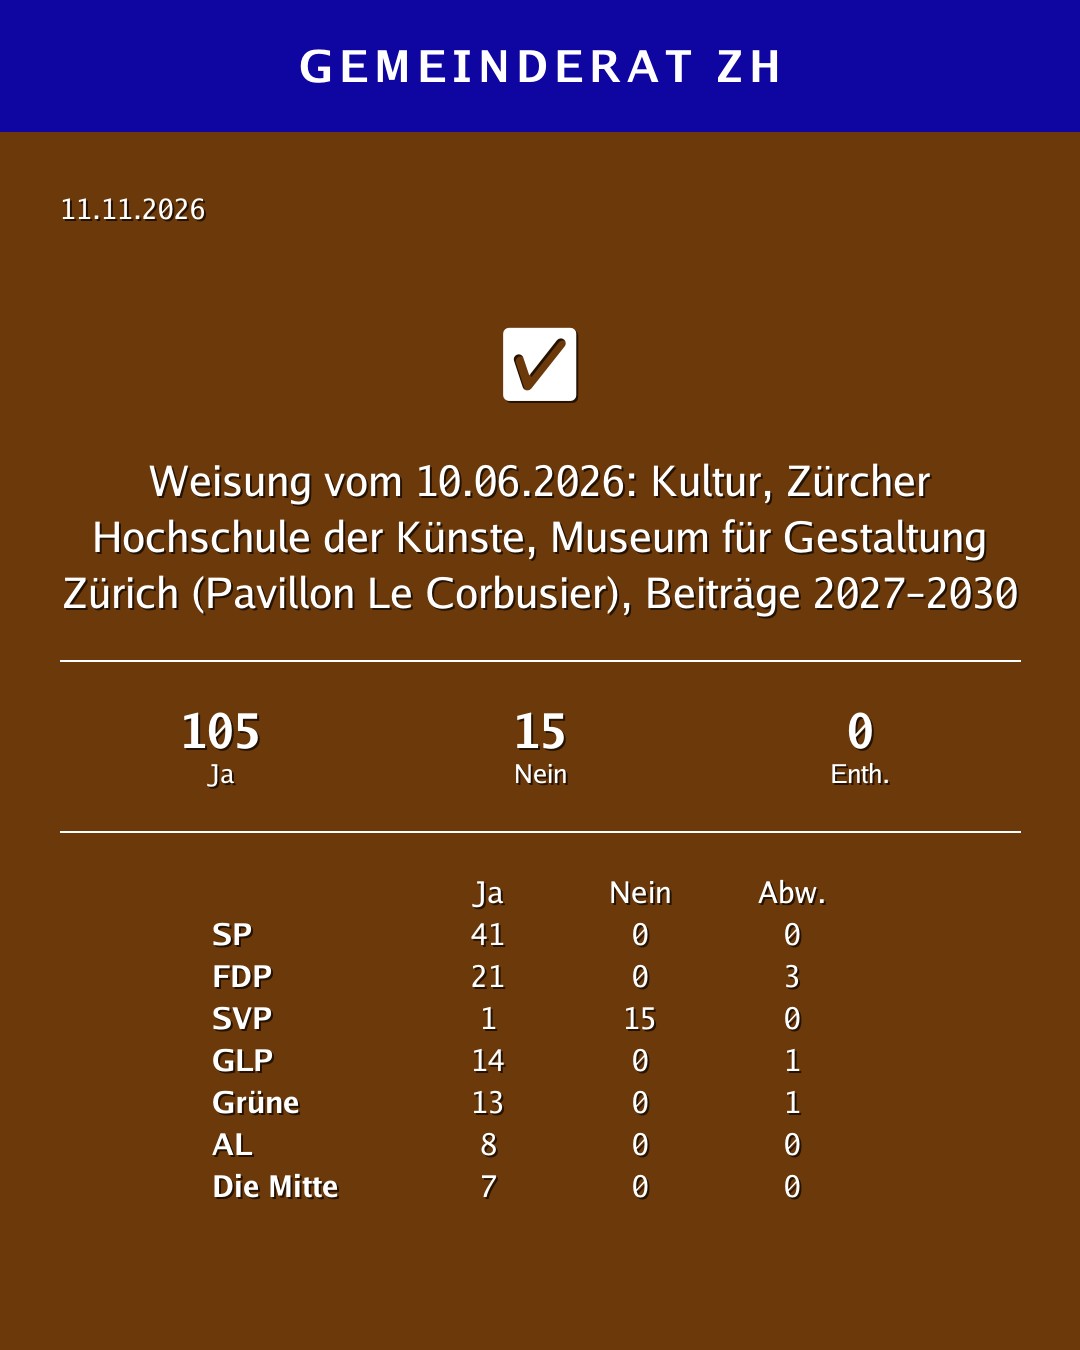 GEMEINDERAT ZH
11.11.2026
Weisung vom 10.06.2026: Kultur, Zürcher
Hochschule der Künste, Museum für Gestaltung
Zürich (Pavillon Le Corbusier), Beiträge 2027–2030
105 15 0
Ja Nein Enth.
Ja Nein Abw.
SP 41 0 0
FDP 21 0 3
SVP 1 15 0
GLP 14 0 1
Grüne 13 0 1
AL 8 0 0
Die Mitte 7 0 0